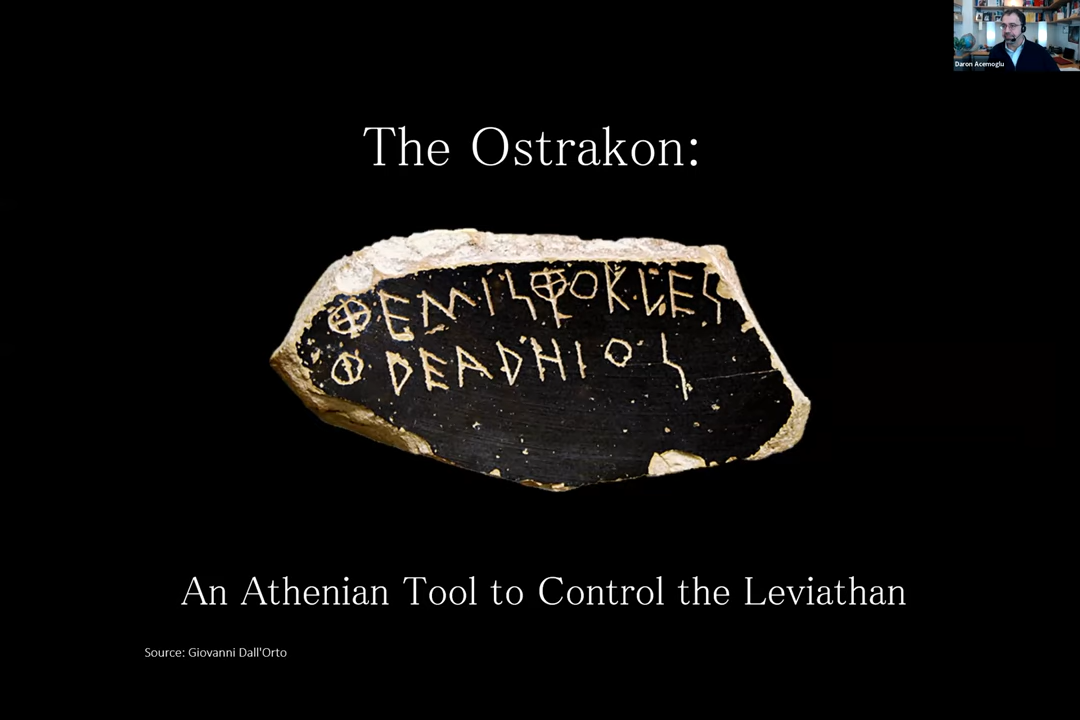 Daron Acemoglu
The Ostrakon:
ΘΕΜΙΣΘΟΚΛΕΣ
ΦΡΕΑΡΗΙΟΣ
An Athenian Tool to Control the Leviathan
Source: Giovanni Dall'Orto